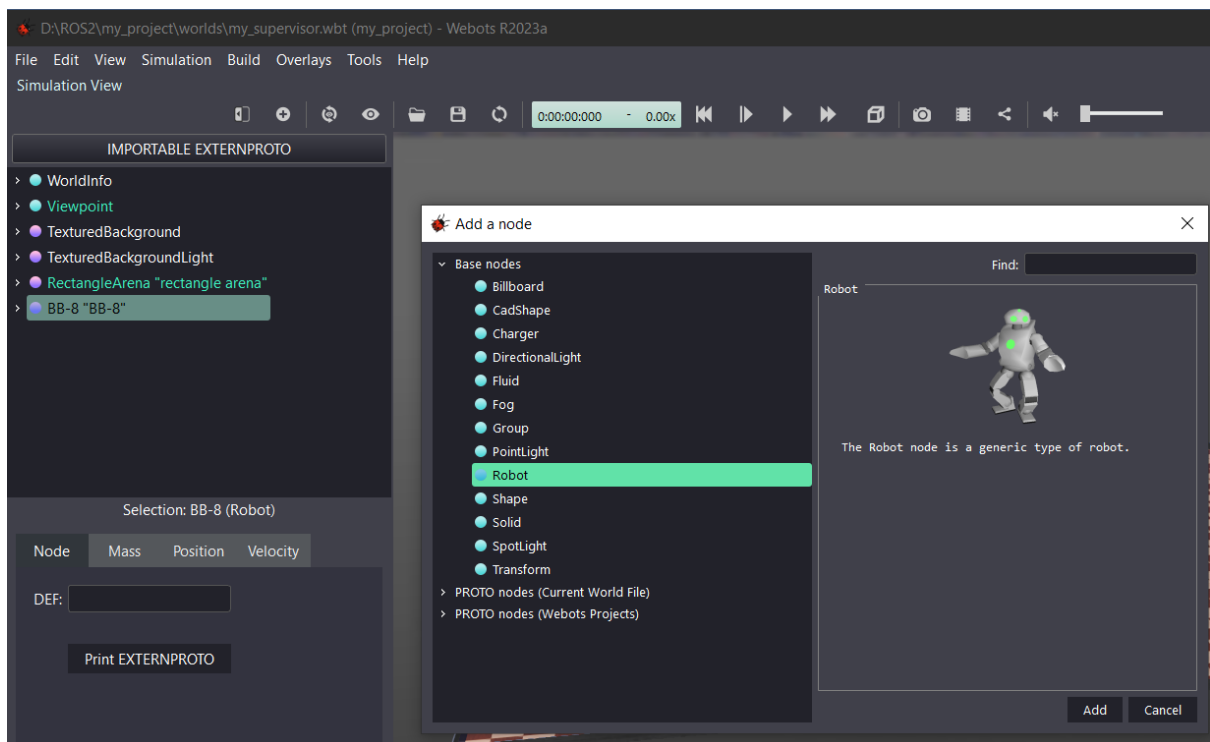 D:\ROS2\my_project\worlds\my_supervisor.wbt (my_project) - Webots R2023a
File Edit View Simulation Build Overlays Tools Help
Simulation View
0:00:00:000 - 0.00x
IMPORTABLE EXTERNPROTO
WorldInfo
Viewpoint
TexturedBackground
TexturedBackgroundLight
RectangleArena "rectangle arena"
BB-8 "BB-8"
Selection: BB-8 (Robot)
Node Mass Position Velocity
DEF:
Print EXTERNPROTO
Add a node
Base nodes
Billboard
CadShape
Charger
DirectionalLight
Fluid
Fog
Group
PointLight
Robot
Shape
Solid
SpotLight
Transform
PROTO nodes (Current World File)
PROTO nodes (Webots Projects)
Find:
Robot
The Robot node is a generic type of robot.
Add Cancel